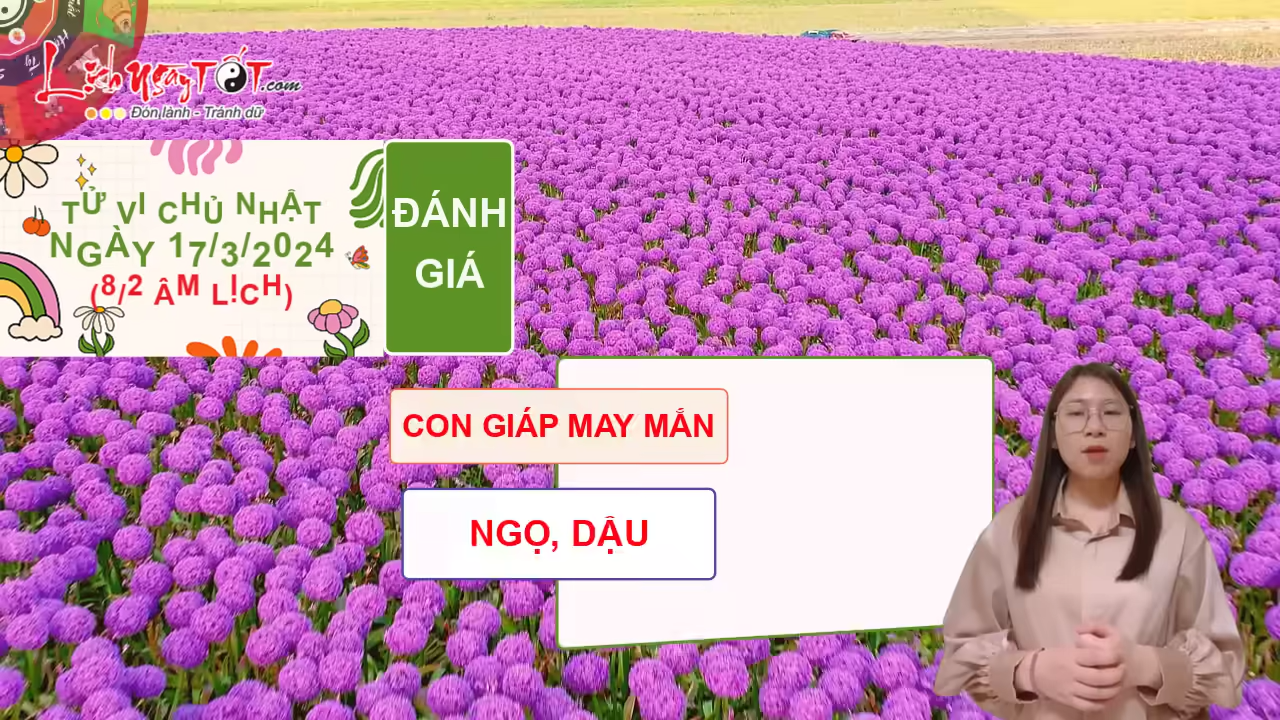 LịchNgàyTỐT.com
Đón lành - Tránh dữ
TỬ VI CHỦ NHẬT
NGÀY 17/3/2024
(8/2 ÂM LỊCH)
ĐÁNH
GIÁ
CON GIÁP MAY MẮN
NGỌ, DẬU